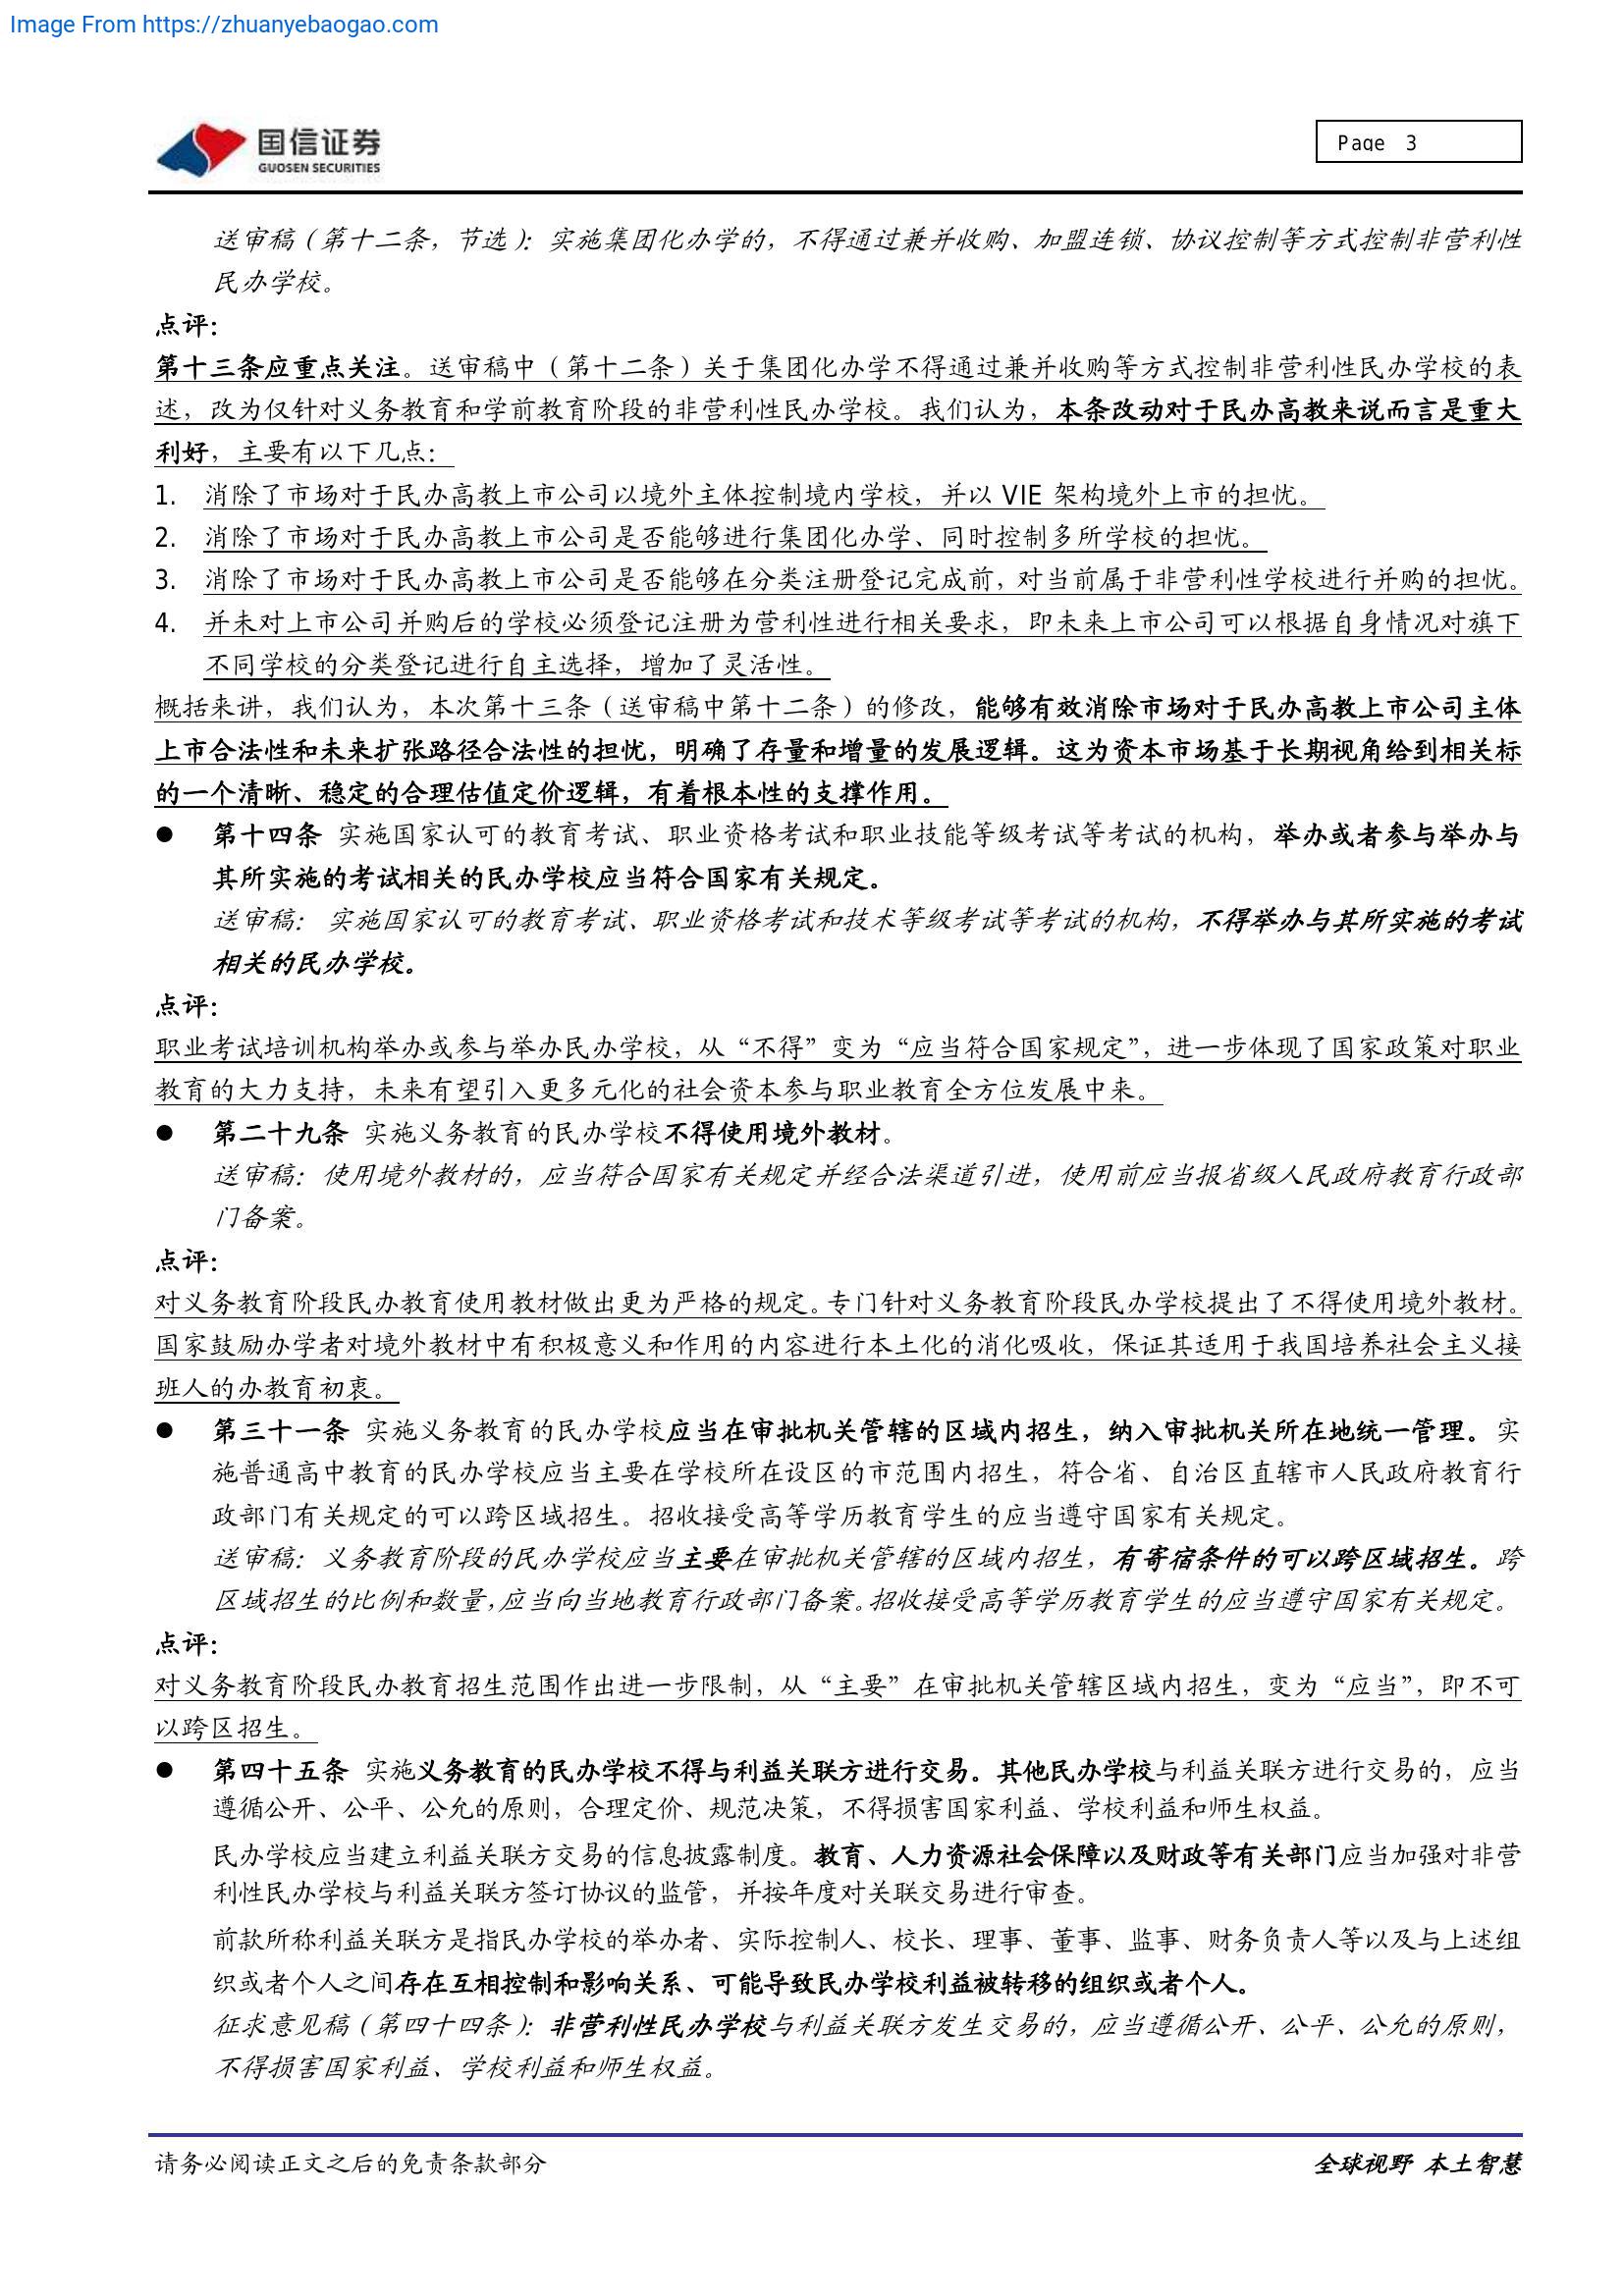 Image From https://zhuanyebaogao.com
国信证券
GUOSEN SECURITIES
Page 3
送审稿（第十二条，节选）：实施集团化办学的，不得通过兼并收购、加盟连锁、协议控制等方式控制非营利性
民办学校。
点评：
第十三条应重点关注。送审稿中（第十二条）关于集团化办学不得通过兼并收购等方式控制非营利性民办学校的表
述，改为仅针对义务教育和学前教育阶段的非营利性民办学校。我们认为，本条改动对于民办高教来说而言是重大
利好，主要有以下几点：
1. 消除了市场对于民办高教上市公司以境外主体控制境内学校，并以 VIE 架构境外上市的担忧。
2. 消除了市场对于民办高教上市公司是否能够进行集团化办学、同时控制多所学校的担忧。
3. 消除了市场对于民办高教上市公司是否能够在分类注册登记完成前，对当前属于非营利性学校进行并购的担忧。
4. 并未对上市公司并购后的学校必须登记注册为营利性进行相关要求，即未来上市公司可以根据自身情况对旗下
不同学校的分类登记进行自主选择，增加了灵活性。
概括来讲，我们认为，本次第十三条（送审稿中第十二条）的修改，能够有效消除市场对于民办高教上市公司主体
上市合法性和未来扩张路径合法性的担忧，明确了存量和增量的发展逻辑。这为资本市场基于长期视角给到相关标
的一个清晰、稳定的合理估值定价逻辑，有着根本性的支撑作用。
● 第十四条 实施国家认可的教育考试、职业资格考试和职业技能等级考试等考试的机构，举办或者参与举办与
其所实施的考试相关的民办学校应当符合国家有关规定。
送审稿： 实施国家认可的教育考试、职业资格考试和技术等级考试等考试的机构，不得举办与其所实施的考试
相关的民办学校。
点评：
职业考试培训机构举办或参与举办民办学校，从“不得”变为“应当符合国家规定”，进一步体现了国家政策对职业
教育的大力支持，未来有望引入更多元化的社会资本参与职业教育全方位发展中来。
● 第二十九条 实施义务教育的民办学校不得使用境外教材。
送审稿：使用境外教材的，应当符合国家有关规定并经合法渠道引进，使用前应当报省级人民政府教育行政部
门备案。
点评：
对义务教育阶段民办教育使用教材做出更为严格的规定。专门针对义务教育阶段民办学校提出了不得使用境外教材。
国家鼓励办学者对境外教材中有积极意义和作用的内容进行本土化的消化吸收，保证其适用于我国培养社会主义接
班人的办教育初衷。
● 第三十一条 实施义务教育的民办学校应当在审批机关管辖的区域内招生，纳入审批机关所在地统一管理。实
施普通高中教育的民办学校应当主要在学校所在设区的市范围内招生，符合省、自治区直辖市人民政府教育行
政部门有关规定的可以跨区域招生。招收接受高等学历教育学生的应当遵守国家有关规定。
送审稿：义务教育阶段的民办学校应当主要在审批机关管辖的区域内招生，有寄宿条件的可以跨区域招生。跨
区域招生的比例和数量，应当向当地教育行政部门备案。招收接受高等学历教育学生的应当遵守国家有关规定。
点评：
对义务教育阶段民办教育招生范围作出进一步限制，从“主要”在审批机关管辖区域内招生，变为“应当”，即不可
以跨区招生。
● 第四十五条 实施义务教育的民办学校不得与利益关联方进行交易。其他民办学校与利益关联方进行交易的，应当
遵循公开、公平、公允的原则，合理定价、规范决策，不得损害国家利益、学校利益和师生权益。
民办学校应当建立利益关联方交易的信息披露制度。教育、人力资源社会保障以及财政等有关部门应当加强对非营
利性民办学校与利益关联方签订协议的监管，并按年度对关联交易进行审查。
前款所称利益关联方是指民办学校的举办者、实际控制人、校长、理事、董事、监事、财务负责人等以及与上述组
织或者个人之间存在互相控制和影响关系、可能导致民办学校利益被转移的组织或者个人。
征求意见稿（第四十四条）：非营利性民办学校与利益关联方发生交易的，应当遵循公开、公平、公允的原则，
不得损害国家利益、学校利益和师生权益。
请务必阅读正文之后的免责条款部分
全球视野 本土智慧